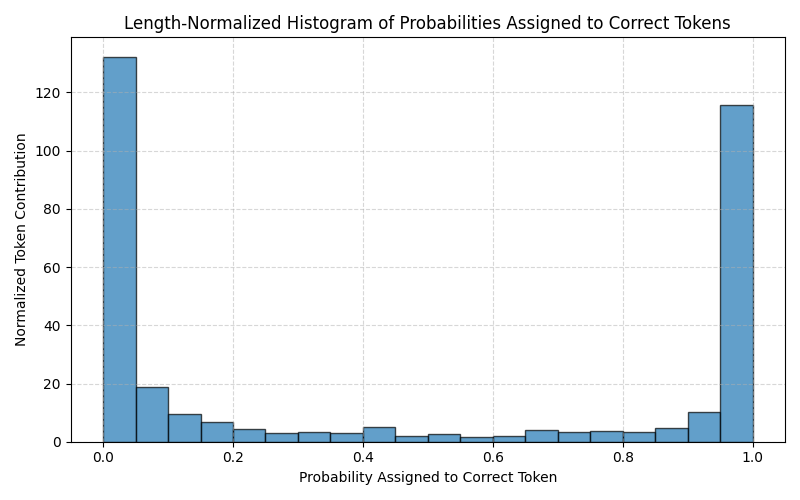 Length-Normalized Histogram of Probabilities Assigned to Correct Tokens
Normalized Token Contribution
120
100
80
60
40
20
0
0.0 0.2 0.4 0.6 0.8 1.0
Probability Assigned to Correct Token